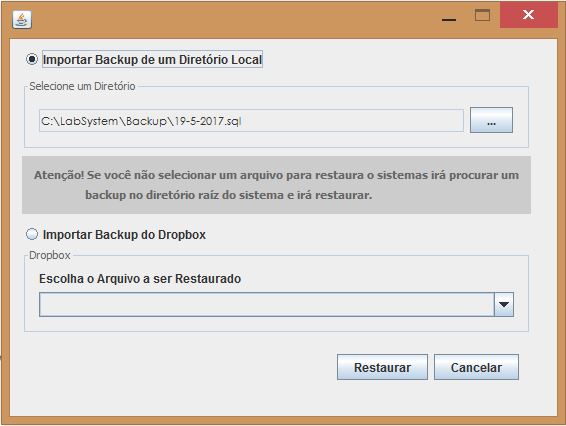 Importar Backup de um Diretório Local
Selecione um Diretório
C:\LabSystem\Backup\19-5-2017.sql
...
Atenção! Se você não selecionar um arquivo para restaura o sistemas irá procurar um
backup no diretório raíz do sistema e irá restaurar.
Importar Backup do Dropbox
Dropbox
Escolha o Arquivo a ser Restaurado
Restaurar
Cancelar